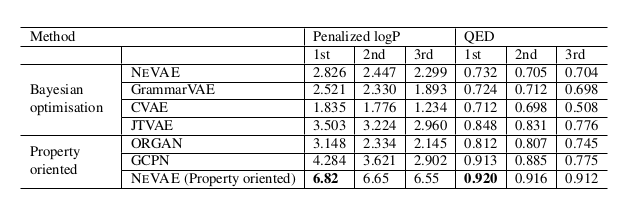 Method Penalized logP QED
1st 2nd 3rd 1st 2nd 3rd
Bayesian optimisation NEVAE 2.826 2.447 2.299 0.732 0.705 0.704
GrammarVAE 2.521 2.330 1.893 0.724 0.712 0.698
CVAE 1.835 1.776 1.234 0.712 0.698 0.508
JTVAE 3.503 3.224 2.960 0.848 0.831 0.776
Property oriented ORGAN 3.148 2.334 2.145 0.812 0.807 0.745
GCPN 4.284 3.621 2.902 0.913 0.885 0.775
NEVAE (Property oriented) 6.82 6.65 6.55 0.920 0.916 0.912